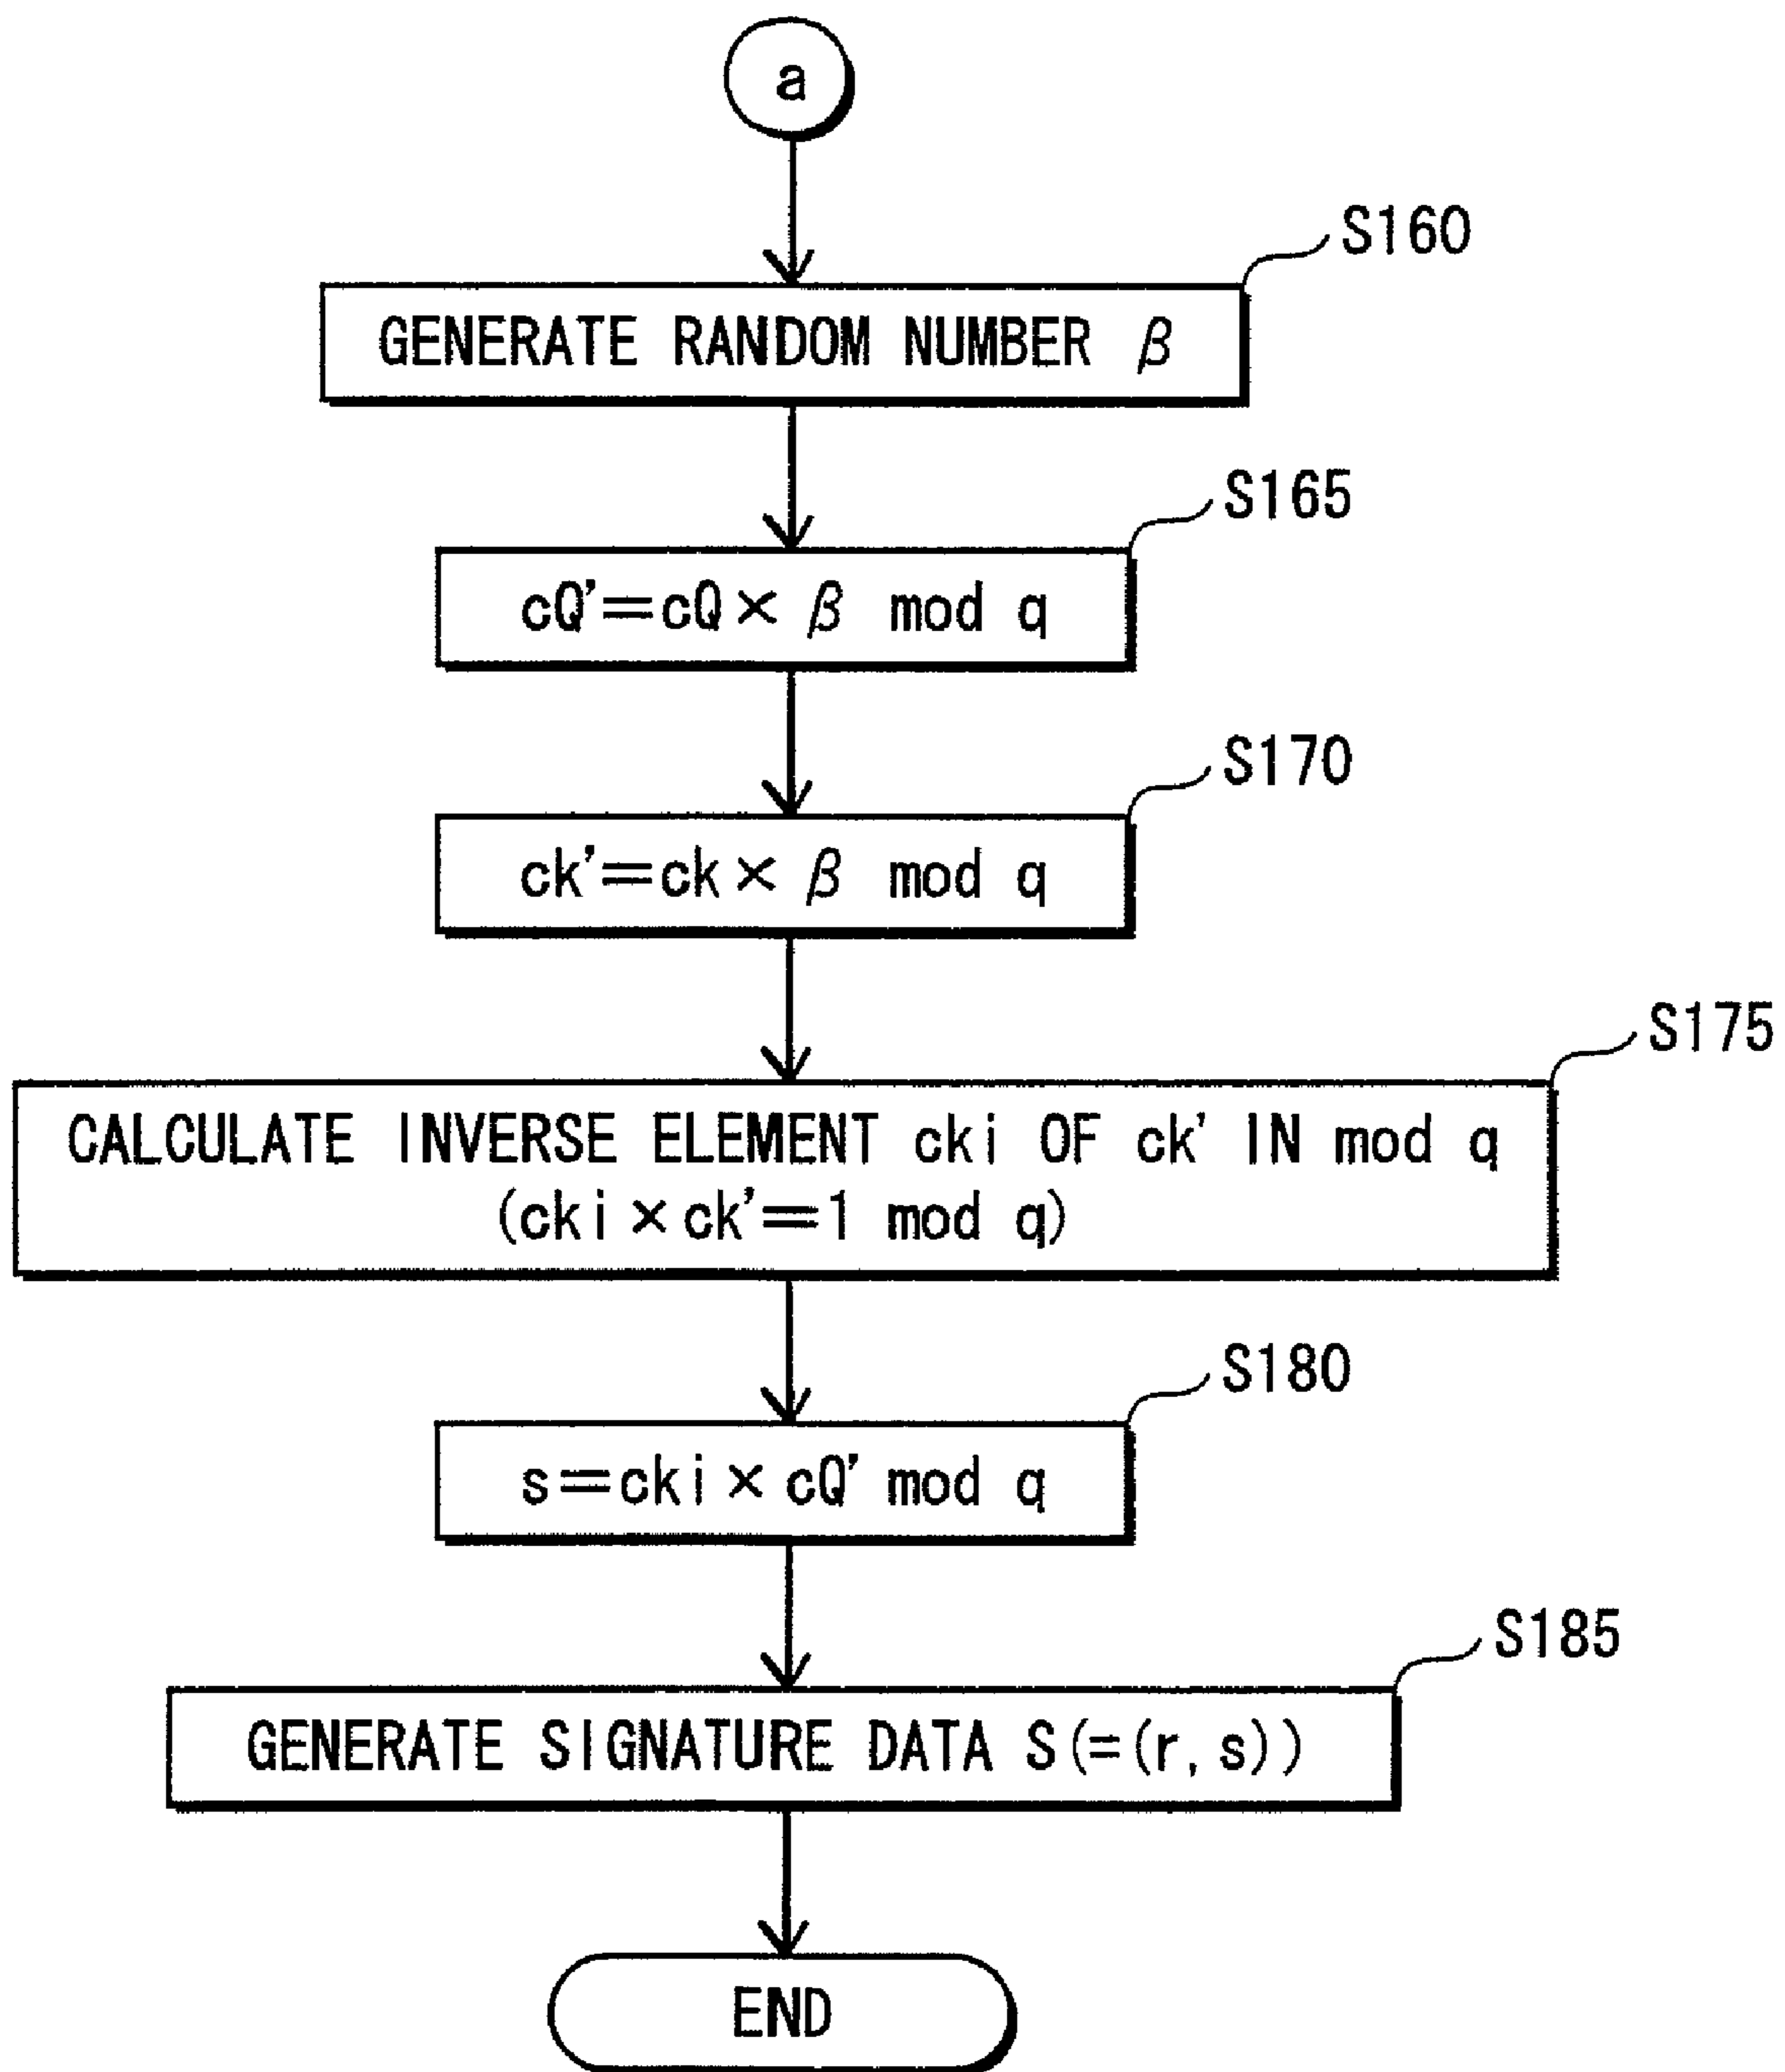 a
S160
GENERATE RANDOM NUMBER β
S165
cQ'=cQ× β mod q
S170
ck'=ck× β mod q
S175
CALCULATE INVERSE ELEMENT cki OF ck' IN mod q
(cki×ck'=1 mod q)
S180
s=cki× cQ' mod q
S185
GENERATE SIGNATURE DATA S(=(r,s))
END